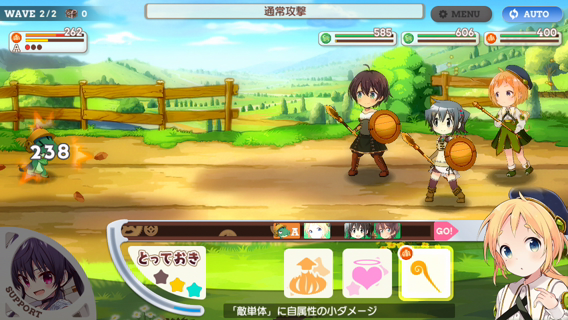 WAVE 2/2 0
通常攻撃
MENU
AUTO
262
A
585
606
400
238
A
GO!
とっておき
SUPPORT
「敵単体」に自属性の小ダメージ